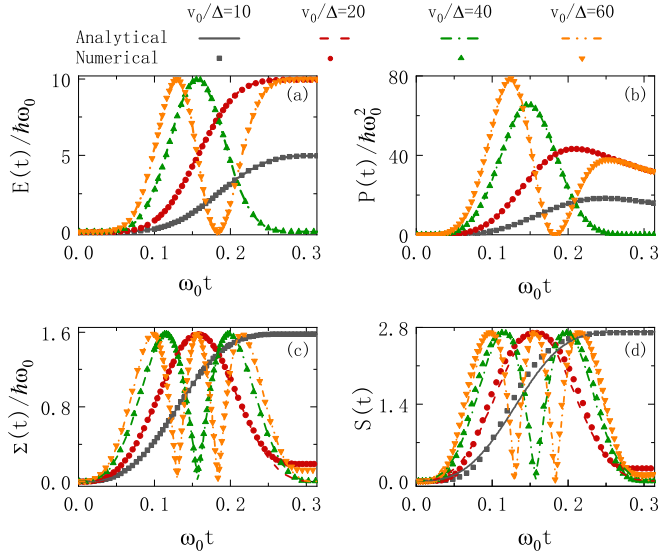 v₀/Δ=10 v₀/Δ=20 v₀/Δ=40 v₀/Δ=60
Analytical
Numerical
E(t)/ħω₀
10
5
0
(a)
0.0 0.1 0.2 0.3
ω₀t
P(t)/ħω₀²
80
40
0
(b)
0.0 0.1 0.2 0.3
ω₀t
Σ(t)/ħω₀
1.6
0.8
0.0
(c)
0.0 0.1 0.2 0.3
ω₀t
S(t)
2.8
1.4
0.0
(d)
0.0 0.1 0.2 0.3
ω₀t